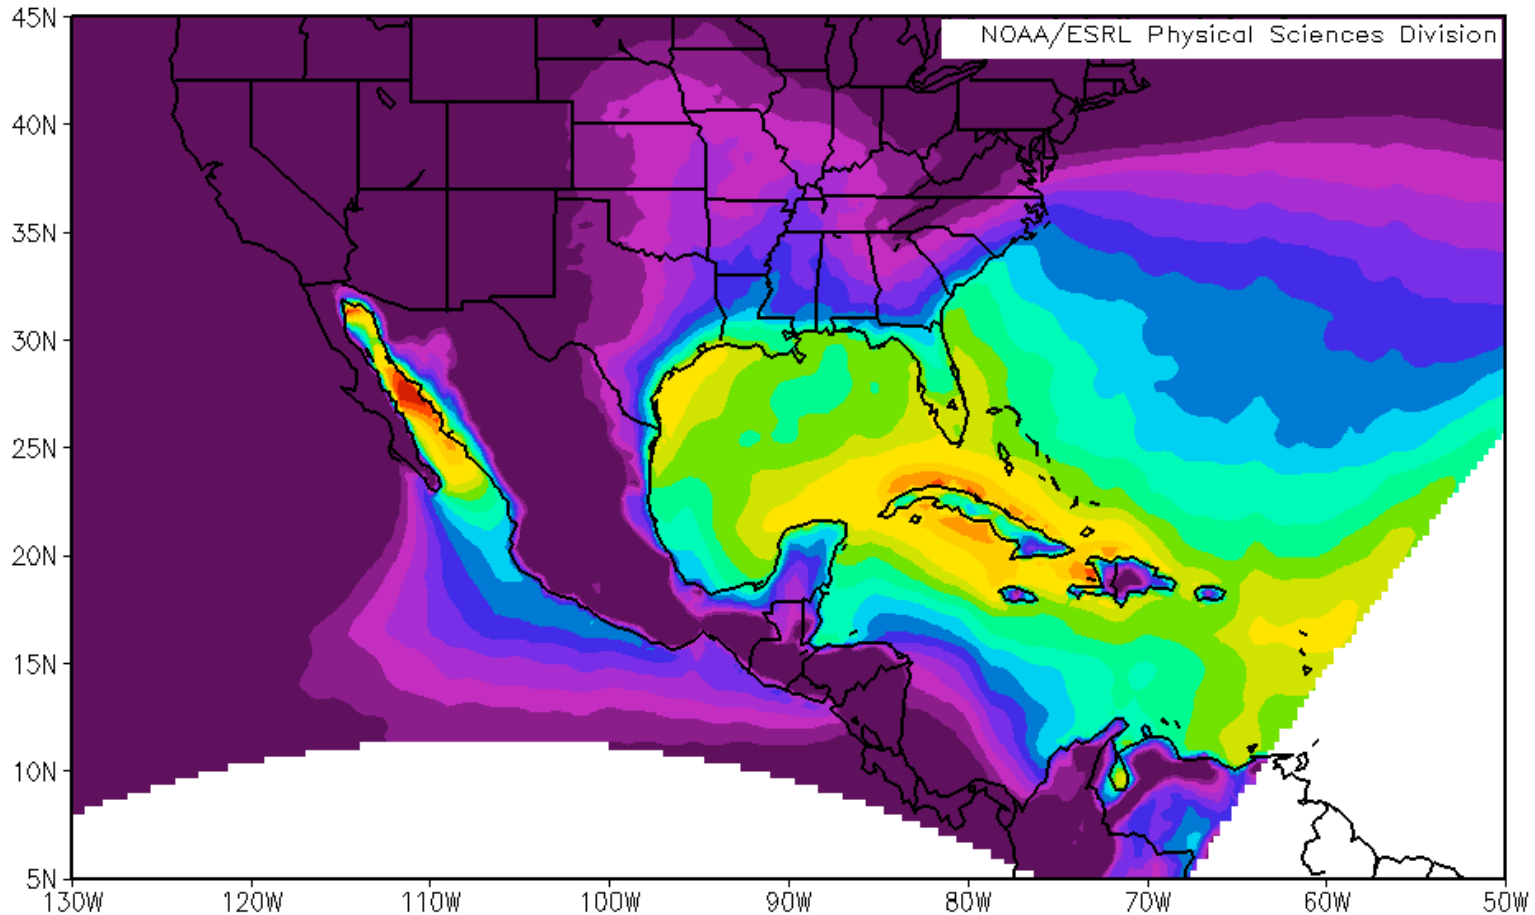 NOAA/ESRL Physical Sciences Division
45N
40N
35N
30N
25N
20N
15N
10N
5N
130W 120W 110W 100W 90W 80W 70W 60W 50W